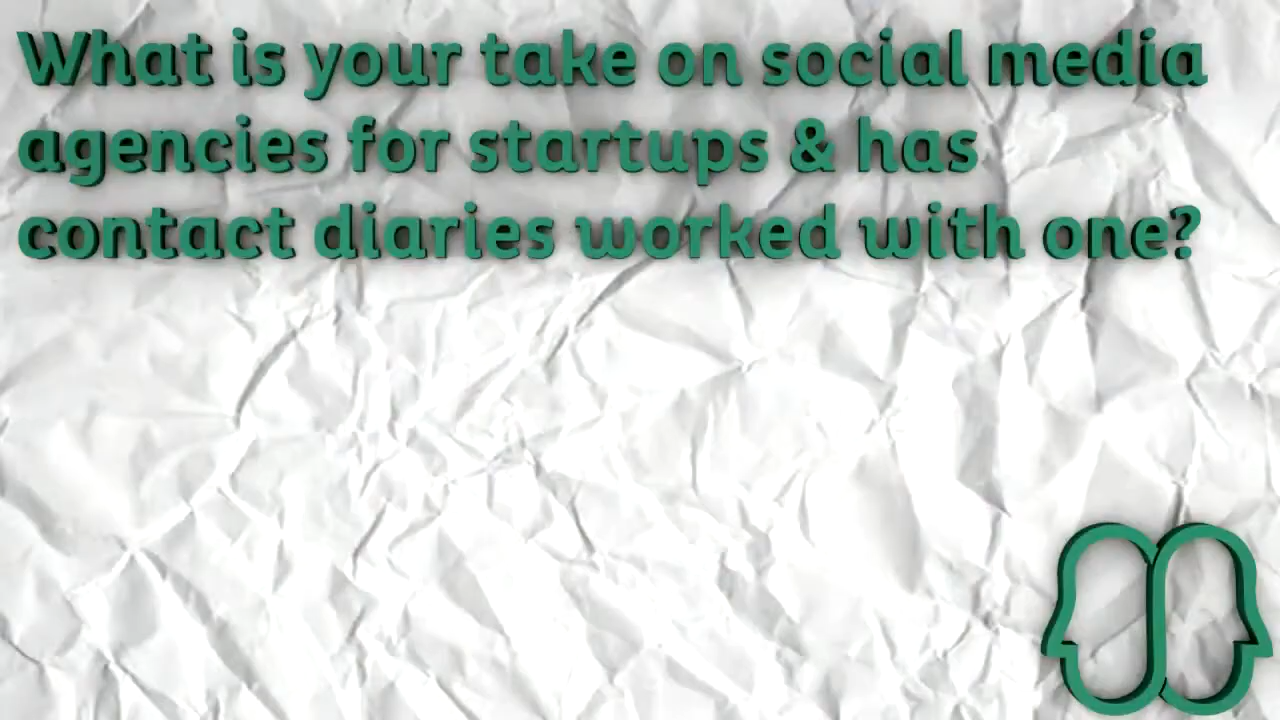 What is your take on social media
agencies for startups & has
contact diaries worked with one?